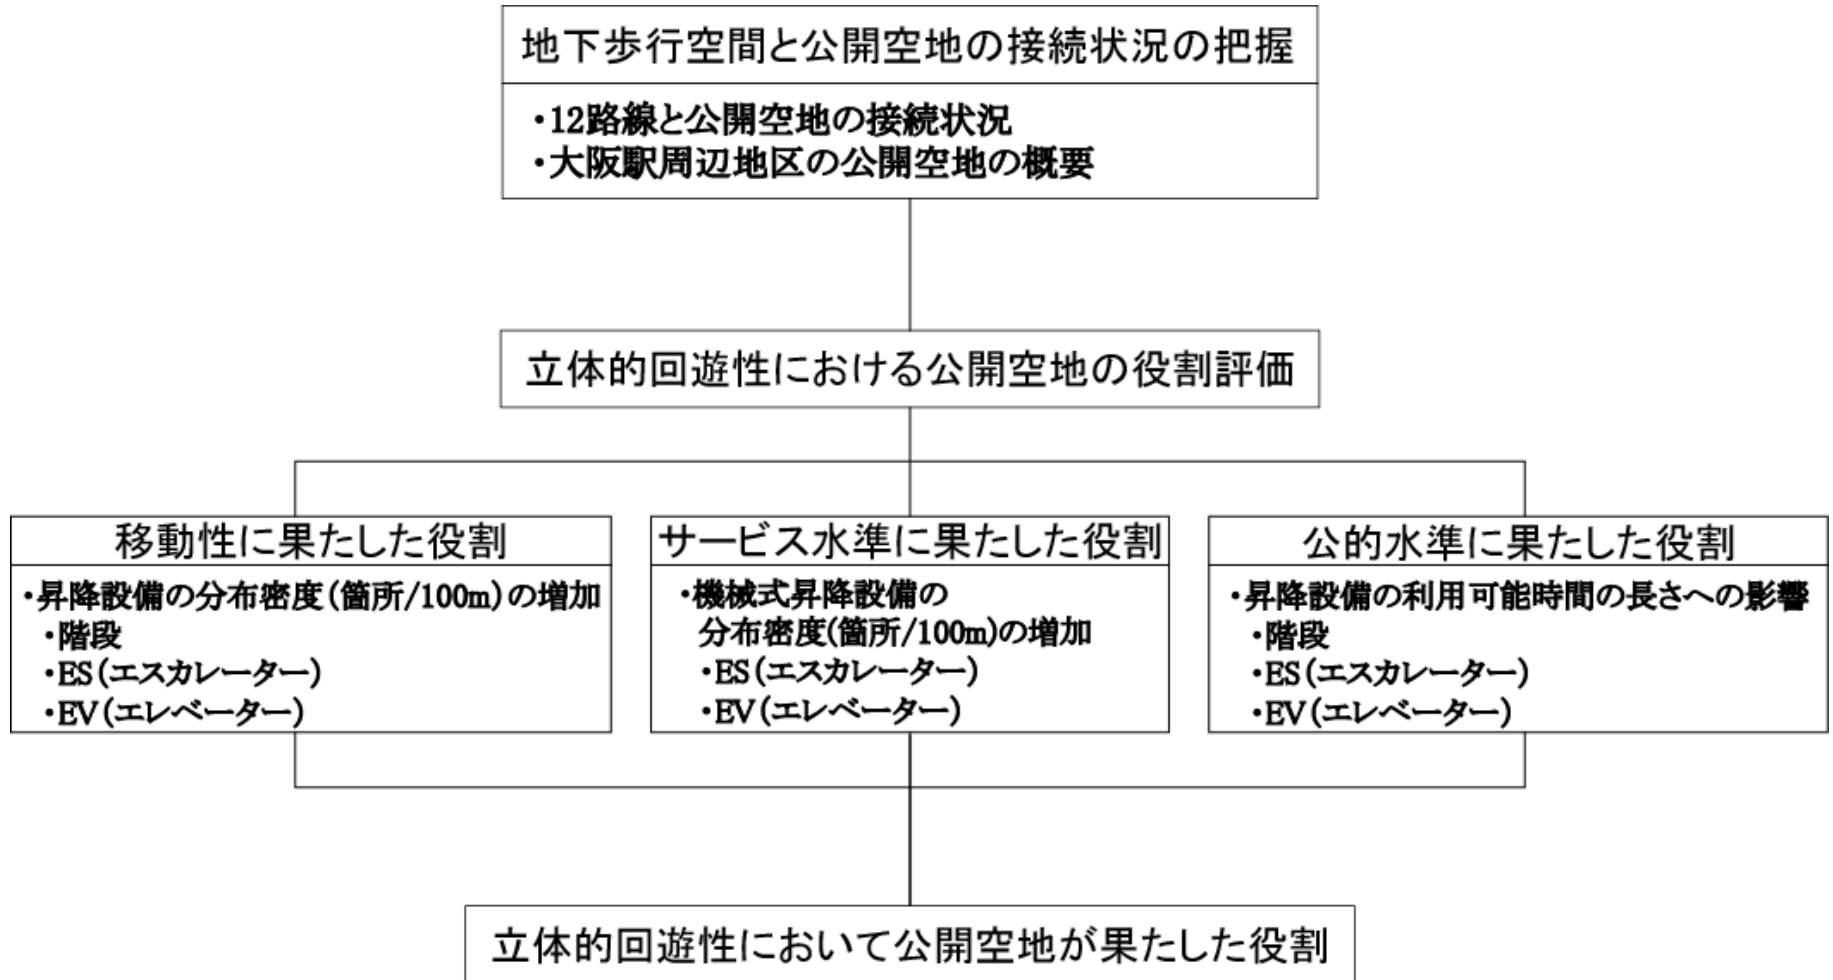 地下歩行空間と公開空地の接続状況の把握
・12路線と公開空地の接続状況
・大阪駅周辺地区の公開空地の概要
立体的回遊性における公開空地の役割評価
移動性に果たした役割
・昇降設備の分布密度(箇所/100m)の増加
・階段
・ES(エスカレーター)
・EV(エレベーター)
サービス水準に果たした役割
・機械式昇降設備の
分布密度(箇所/100m)の増加
・ES(エスカレーター)
・EV(エレベーター)
公的水準に果たした役割
・昇降設備の利用可能時間の長さへの影響
・階段
・ES(エスカレーター)
・EV(エレベーター)
立体的回遊性において公開空地が果たした役割